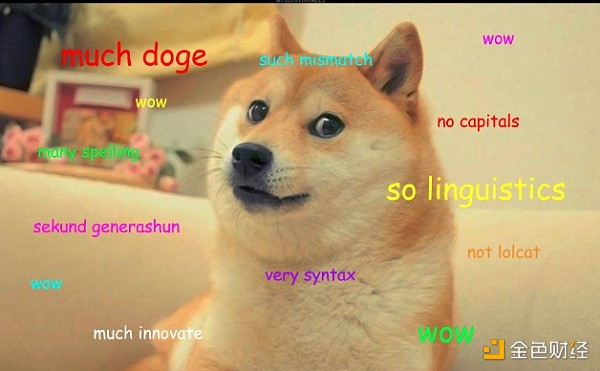 wow
much doge
such mismatch
wow
no capitals
many spelling
so linguistics
sekund generashun
not lolcat
very syntax
wow
much innovate
wow
金色财经